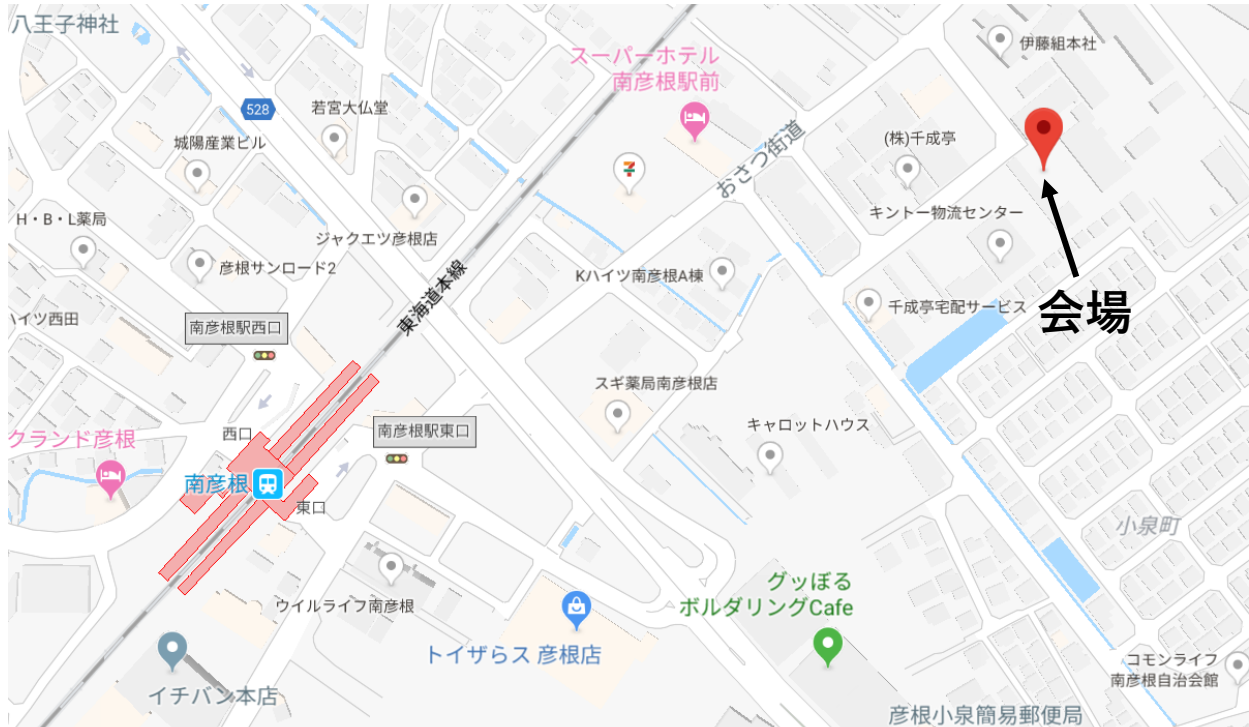 八王子神社
伊藤組本社
スーパーホテル
南彦根駅前
528
若宮大仏堂
城陽産業ビル
おさつ街道
(株)千成亭
7
H・B・L薬局
ジャクエツ彦根店
キントー物流センター
彦根サンロード2
東海道本線
Kハイツ南彦根A棟
ハイツ西田
南彦根駅西口
千成亭宅配サービス
会場
スギ薬局南彦根店
西口
南彦根駅東口
キャロットハウス
クランド彦根
南彦根
東口
小泉町
グッぼる
ボルダリングCafe
ウイルライフ南彦根
トイザらス 彦根店
コモンライフ
南彦根自治会館
イチバン本店
彦根小泉簡易郵便局